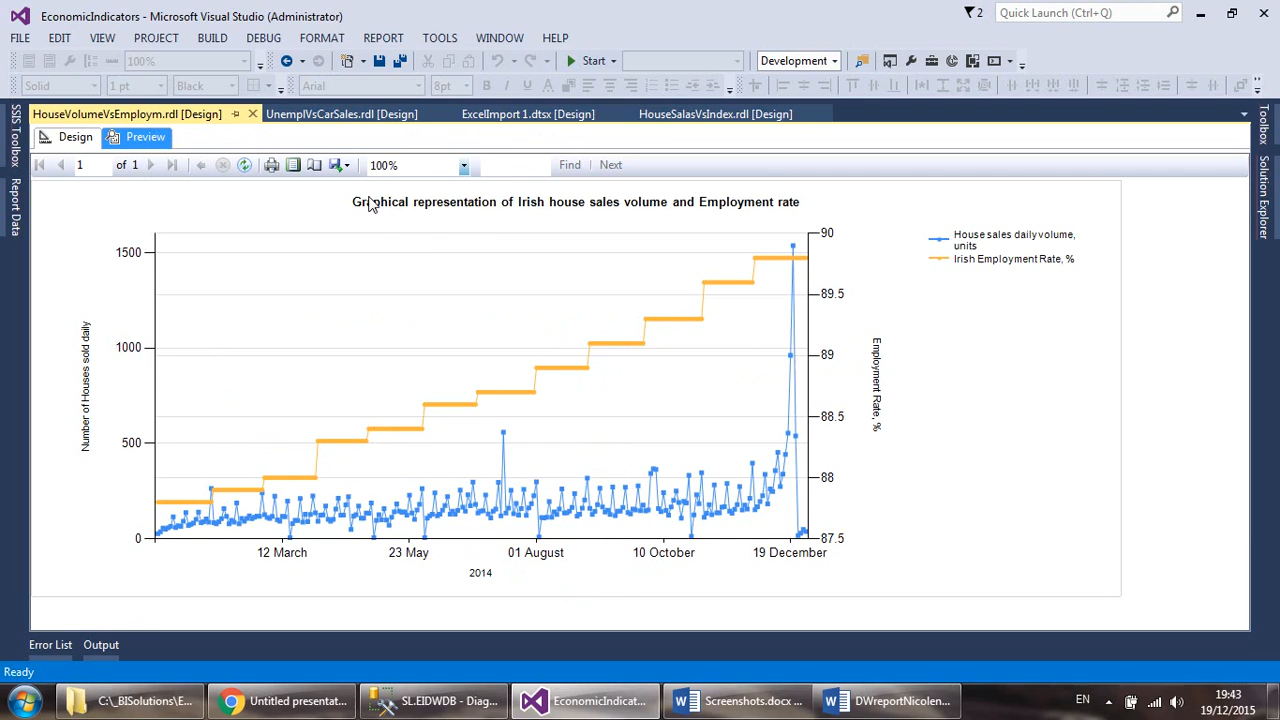 EconomicIndicators - Microsoft Visual Studio (Administrator)
2
Quick Launch (Ctrl+Q)
FILE EDIT VIEW PROJECT BUILD DEBUG FORMAT REPORT TOOLS WINDOW HELP
100%
Start
Development
Solid
1 pt
Black
Arial
8pt
B I U A
HouseVolumeVsEmploym.rdl [Design]
UnemplVsCarSales.rdl [Design]
ExcelImport 1.dtsx [Design]
HouseSalasVsIndex.rdl [Design]
SSIS Toolbox
Report Data
Toolbox
Solution Explorer
Design
Preview
1 of 1
100%
Find
Next
Graphical representation of Irish house sales volume and Employment rate
House sales daily volume,
units
Irish Employment Rate, %
Number of Houses sold daily
1500
1000
500
0
90
89.5
89
88.5
88
87.5
Employment Rate, %
12 March
23 May
01 August
10 October
19 December
2014
Error List
Output
Ready
C:\_BISolutions\E...
Untitled presentat...
SL.EIDWDB - Diag...
EconomicIndicat...
Screenshots.docx ...
DWreportNicolen...
EN
19:43
19/12/2015